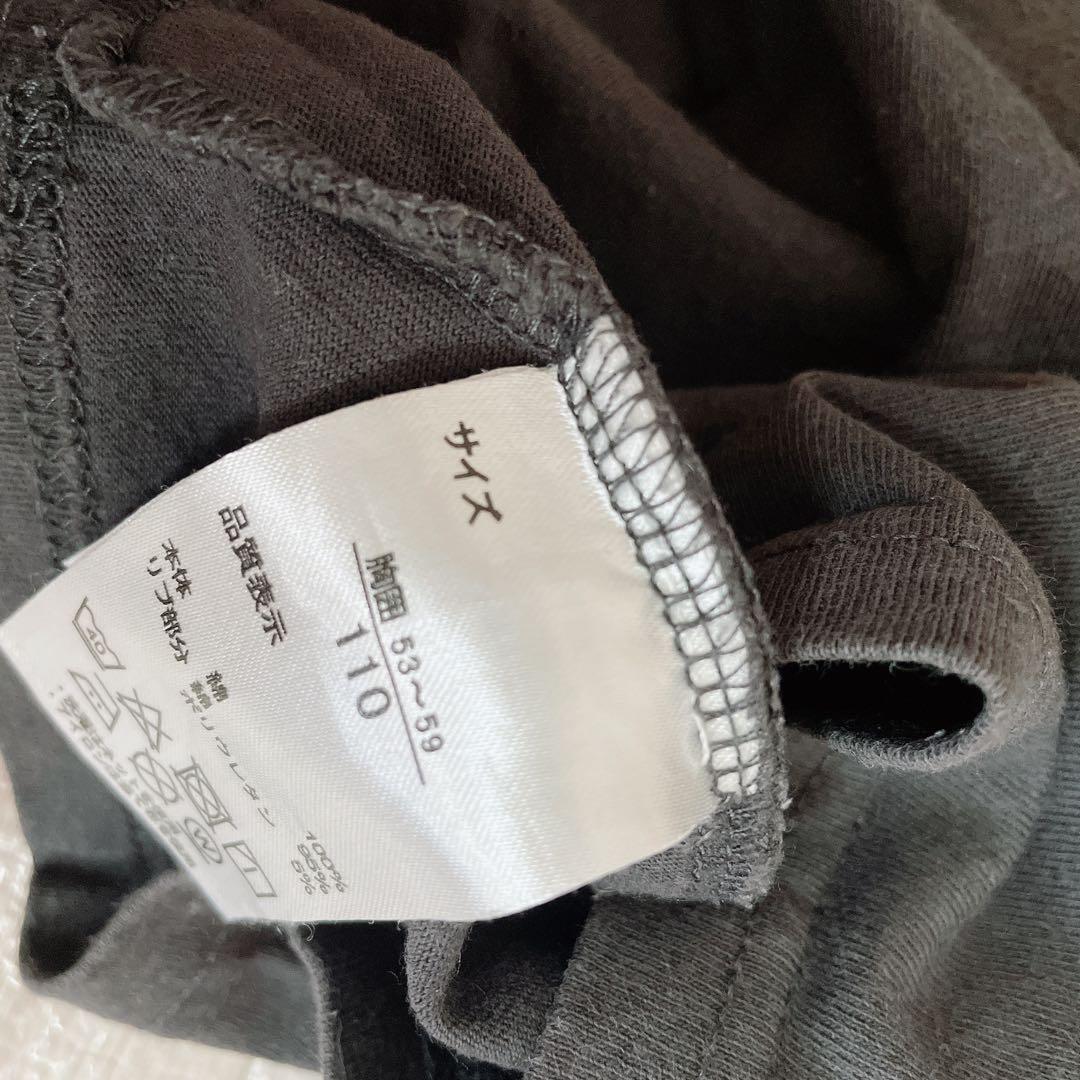 サイズ
胸囲 53〜59
110
品質表示
本体 綿 100%
リブ部分 綿 95%
ポリウレタン 5%
40
W